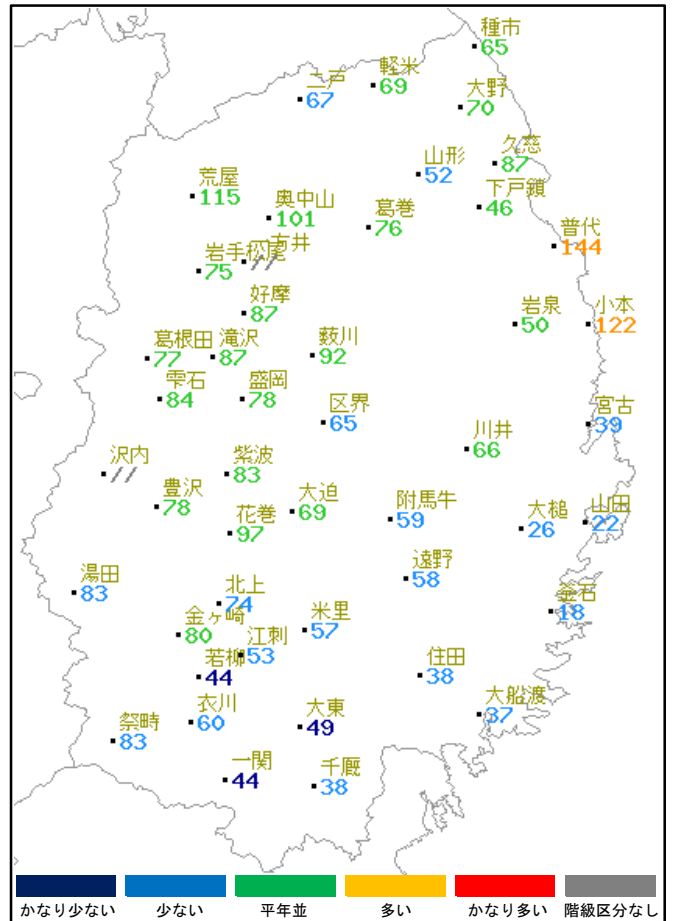 種市
65
軽米
69
二戸
67
大野
70
久慈
87
山形
52
荒屋
115
下戸鎖
46
奥中山
101
葛巻
76
普代
144
一方井
//
岩手松尾
75
好摩
87
岩泉
50
小本
122
葛根田
77
滝沢
87
薮川
92
雫石
84
盛岡
78
区界
65
宮古
39
川井
66
沢内
//
紫波
83
豊沢
78
大迫
69
附馬牛
59
大槌
26
山田
22
花巻
97
湯田
83
遠野
58
北上
74
釜石
18
金ヶ崎
80
米里
57
江刺
53
若柳
44
住田
38
衣川
60
大東
49
大船渡
37
祭畤
83
一関
44
千厩
38
かなり少ない 少ない 平年並 多い かなり多い 階級区分なし